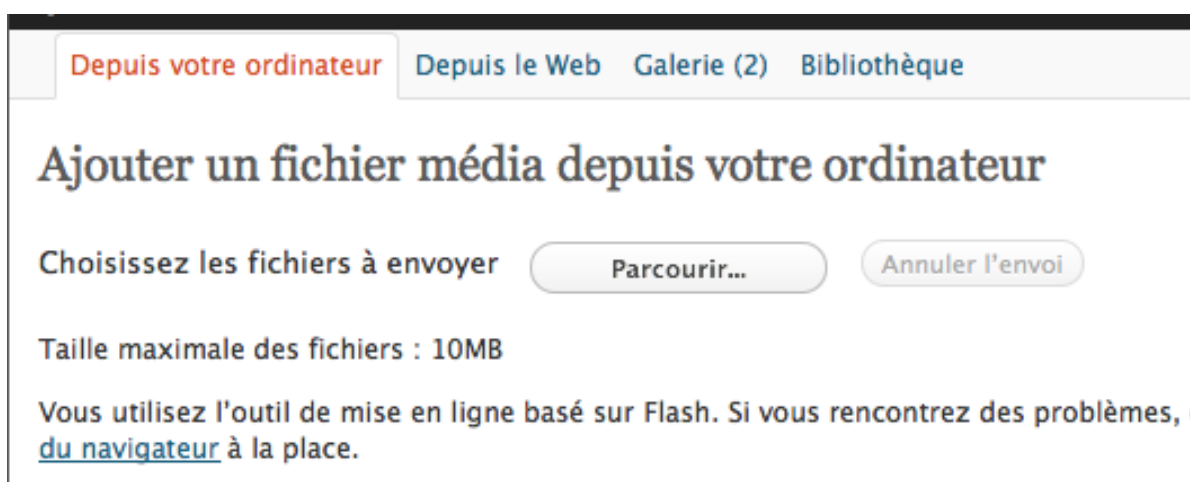 Depuis votre ordinateur Depuis le Web Galerie (2) Bibliothèque
Ajouter un fichier média depuis votre ordinateur
Choisissez les fichiers à envoyer Parcourir... Annuler l'envoi
Taille maximale des fichiers : 10MB
Vous utilisez l'outil de mise en ligne basé sur Flash. Si vous rencontrez des problèmes,
du navigateur à la place.